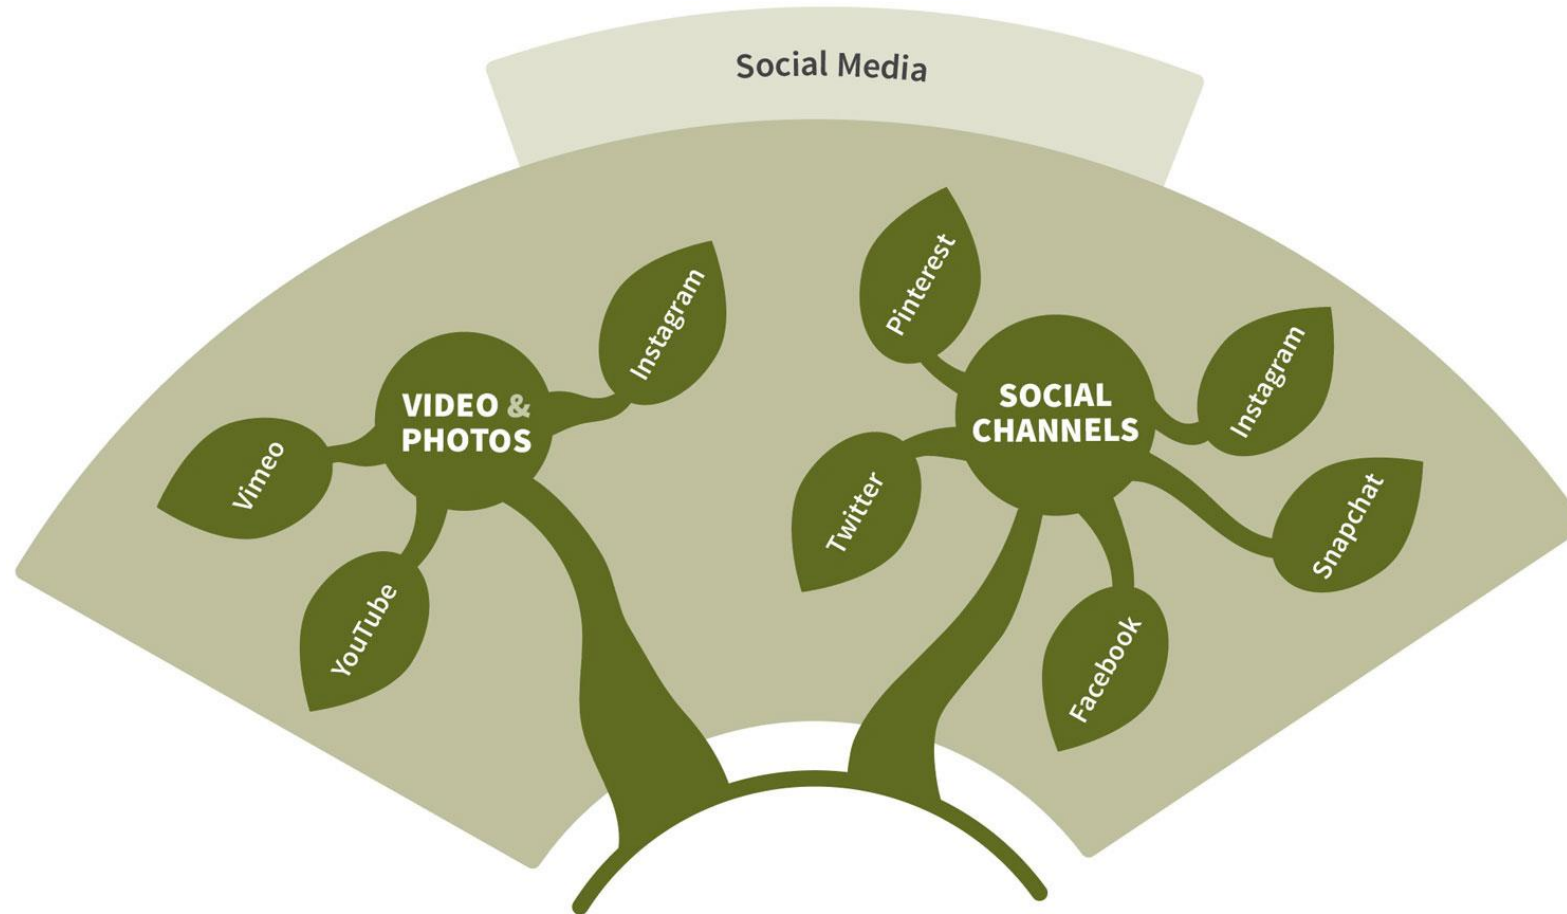 Social Media
VIDEO &
PHOTOS
Instagram
Vimeo
YouTube
SOCIAL
CHANNELS
Pinterest
Instagram
Twitter
Snapchat
Facebook